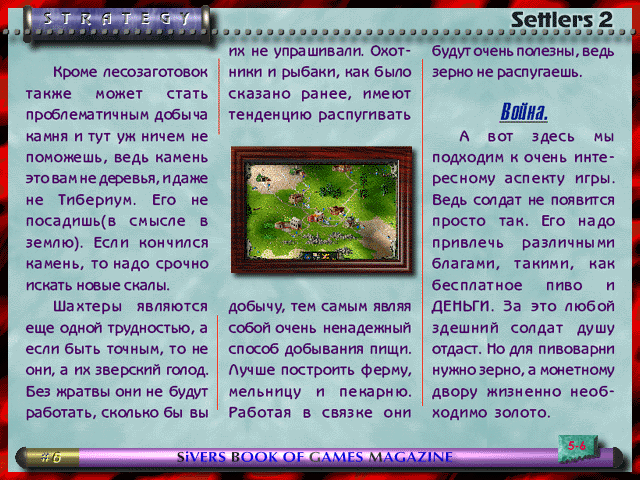 STRATEGY
Settlers 2
Кроме лесозаготовок
также может стать
проблематичным добыча
камня и тут уж ничем не
поможешь, ведь камень
это вам не деревья, и даже
не Тибериум. Его не
посадишь(в смысле в
землю). Если кончился
камень, то надо срочно
искать новые скалы.
Шахтеры являются
еще одной трудностью, а
если быть точным, то не
они, а их зверский голод.
Без жратвы они не будут
работать, сколько бы вы
их не упрашивали. Охот-
ники и рыбаки, как было
сказано ранее, имеют
тенденцию распугивать
добычу, тем самым являя
собой очень ненадежный
способ добывания пищи.
Лучше построить ферму,
мельницу и пекарню.
Работая в связке они
будут очень полезны, ведь
зерно не распугаешь.
Война.
А вот здесь мы
подходим к очень инте-
ресному аспекту игры.
Ведь солдат не появится
просто так. Его надо
привлечь различными
благами, такими, как
бесплатное пиво и
ДЕНЬГИ. За это любой
здешний солдат душу
отдаст. Но для пивоварни
нужно зерно, а монетному
двору жизненно необ-
ходимо золото.
#6
SiVERS BOOK OF GAMES MAGAZINE
5-6